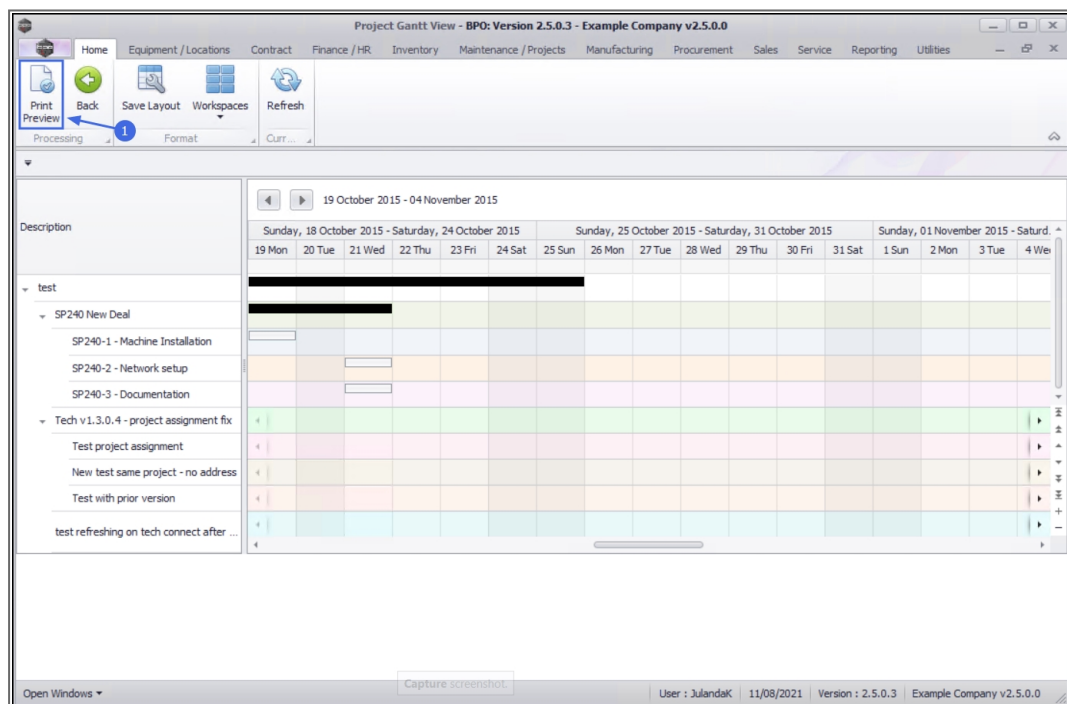 Project Gantt View - BPO: Version 2.5.0.3 - Example Company v2.5.0.0
Home Equipment / Locations Contract Finance / HR Inventory Maintenance / Projects Manufacturing Procurement Sales Service Reporting Utilities
Print Preview Back Save Layout Workspaces Refresh
1
Processing Format Curr...
19 October 2015 - 04 November 2015
Description
Sunday, 18 October 2015 - Saturday, 24 October 2015 Sunday, 25 October 2015 - Saturday, 31 October 2015 Sunday, 01 November 2015 - Saturd.
19 Mon 20 Tue 21 Wed 22 Thu 23 Fri 24 Sat 25 Sun 26 Mon 27 Tue 28 Wed 29 Thu 30 Fri 31 Sat 1 Sun 2 Mon 3 Tue 4 Wei
test
SP240 New Deal
SP240-1 - Machine Installation
SP240-2 - Network setup
SP240-3 - Documentation
Tech v1.3.0.4 - project assignment fix
Test project assignment
New test same project - no address
Test with prior version
test refreshing on tech connect after ...
Capture screenshot.
Open Windows User : JulandaK 11/08/2021 Version : 2.5.0.3 Example Company v2.5.0.0